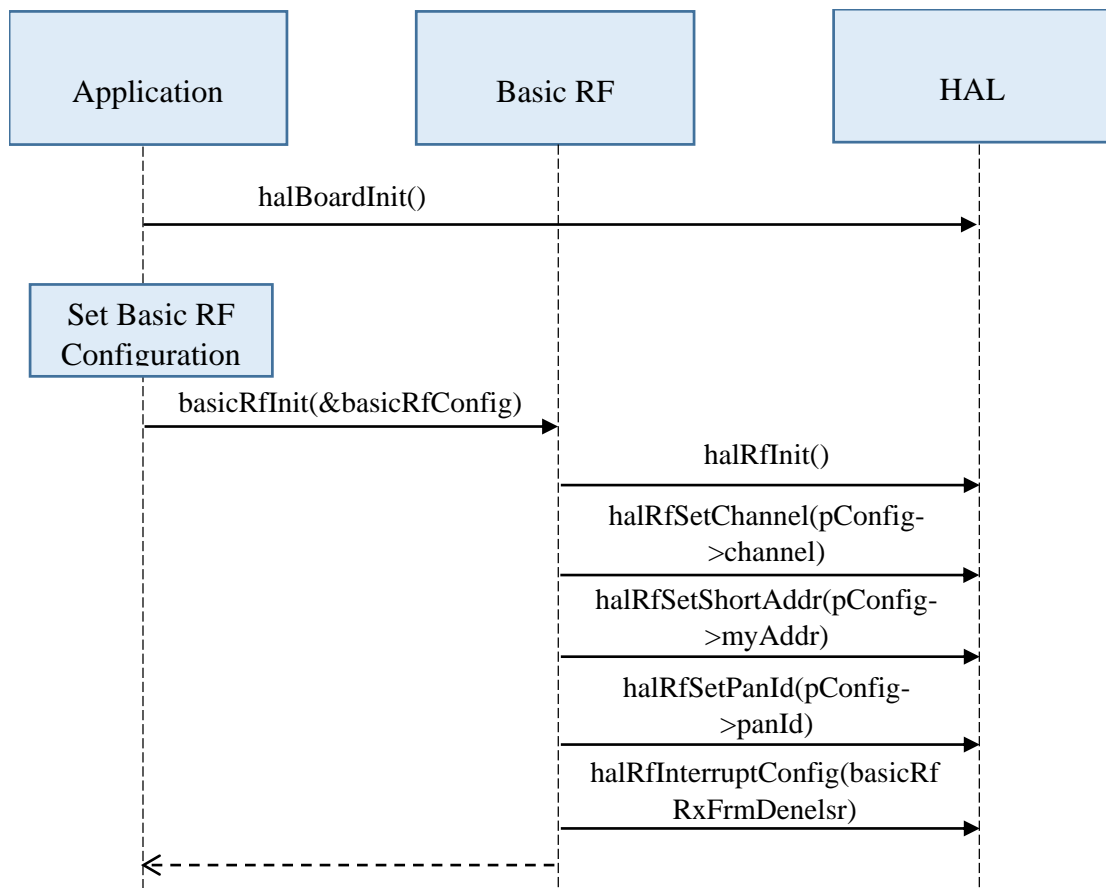 Application
Basic RF
HAL
halBoardInit()
Set Basic RF
Configuration
basicRfInit(&basicRfConfig)
halRfInit()
halRfSetChannel(pConfig-
>channel)
halRfSetShortAddr(pConfig-
>myAddr)
halRfSetPanId(pConfig-
>panId)
halRfInterruptConfig(basicRf
RxFrmDenelsr)